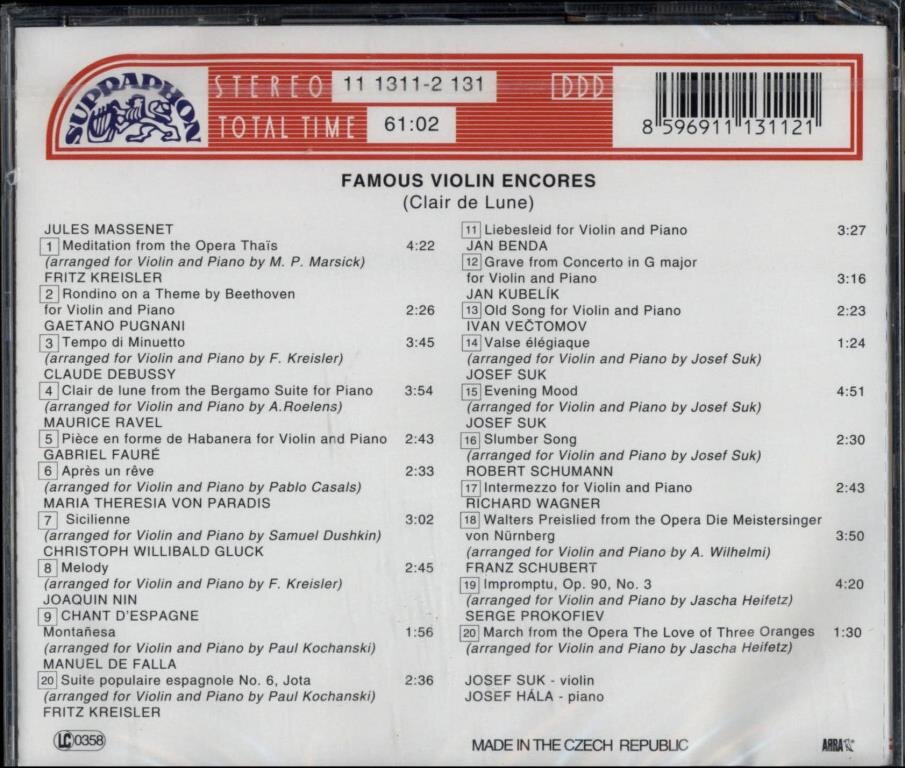 SUPRAPHON
STEREO 11 1311-2 131 DDD
TOTAL TIME 61:02
8 596911 131121
FAMOUS VIOLIN ENCORES
(Clair de Lune)
JULES MASSENET
1 Meditation from the Opera Thaïs 4:22
(arranged for Violin and Piano by M. P. Marsick)
FRITZ KREISLER
2 Rondino on a Theme by Beethoven
for Violin and Piano 2:26
GAETANO PUGNANI
3 Tempo di Minuetto 3:45
(arranged for Violin and Piano by F. Kreisler)
CLAUDE DEBUSSY
4 Clair de lune from the Bergamo Suite for Piano 3:54
(arranged for Violin and Piano by A.Roelens)
MAURICE RAVEL
5 Pièce en forme de Habanera for Violin and Piano 2:43
GABRIEL FAURÉ
6 Après un rêve 2:33
(arranged for Violin and Piano by Pablo Casals)
MARIA THERESIA VON PARADIS
7 Sicilienne 3:02
(arranged for Violin and Piano by Samuel Dushkin)
CHRISTOPH WILLIBALD GLUCK
8 Melody 2:45
(arranged for Violin and Piano by F. Kreisler)
JOAQUIN NIN
9 CHANT D'ESPAGNE
Montañesa 1:56
(arranged for Violin and Piano by Paul Kochanski)
MANUEL DE FALLA
20 Suite populaire espagnole No. 6, Jota 2:36
(arranged for Violin and Piano by Paul Kochanski)
FRITZ KREISLER
11 Liebesleid for Violin and Piano 3:27
JAN BENDA
12 Grave from Concerto in G major
for Violin and Piano 3:16
JAN KUBELÍK
13 Old Song for Violin and Piano 2:23
IVAN VEČTOMOV
14 Valse élégiaque 1:24
(arranged for Violin and Piano by Josef Suk)
JOSEF SUK
15 Evening Mood 4:51
(arranged for Violin and Piano by Josef Suk)
JOSEF SUK
16 Slumber Song 2:30
(arranged for Violin and Piano by Josef Suk)
ROBERT SCHUMANN
17 Intermezzo for Violin and Piano 2:43
RICHARD WAGNER
18 Walters Preislied from the Opera Die Meistersinger
von Nürnberg 3:50
(arranged for Violin and Piano by A. Wilhelmi)
FRANZ SCHUBERT
19 Impromptu, Op. 90, No. 3 4:20
(arranged for Violin and Piano by Jascha Heifetz)
SERGE PROKOFIEV
20 March from the Opera The Love of Three Oranges 1:30
(arranged for Violin and Piano by Jascha Heifetz)
JOSEF SUK - violin
JOSEF HÁLA - piano
LC 0358
MADE IN THE CZECH REPUBLIC